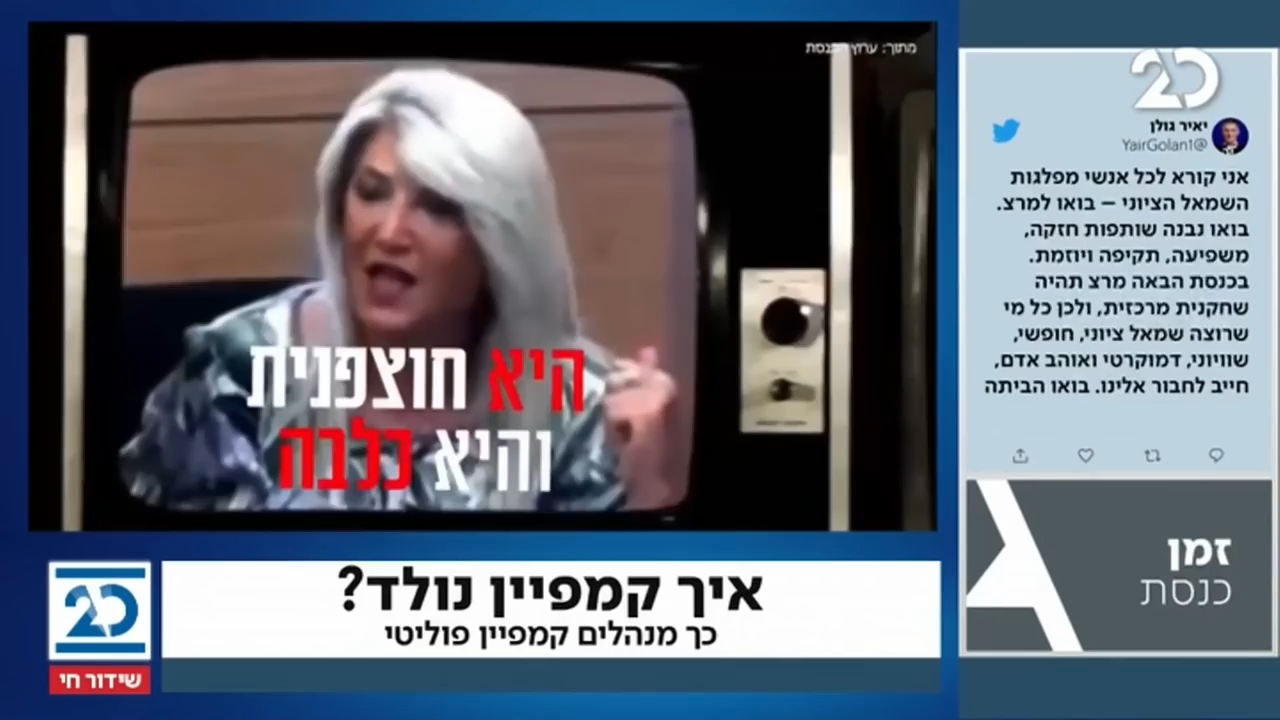 מתוך: ערוץ הכנסת
היא חוצפנית
והיא כלבה
20
יאיר גולן
@YairGolan1
אני קורא לכל אנשי מפלגות
השמאל הציוני – בואו למרצ.
בואו נבנה שותפות חזקה,
משפיעה, תקיפה ויוזמת.
בכנסת הבאה מרצ תהיה
שחקנית מרכזית, ולכן כל מי
שרוצה שמאל ציוני, חופשי,
שוויוני, דמוקרטי ואוהב אדם,
חייב לחבור אלינו. בואו הביתה
זמן
כנסת
איך קמפיין נולד?
כך מנהלים קמפיין פוליטי
20
שידור חי